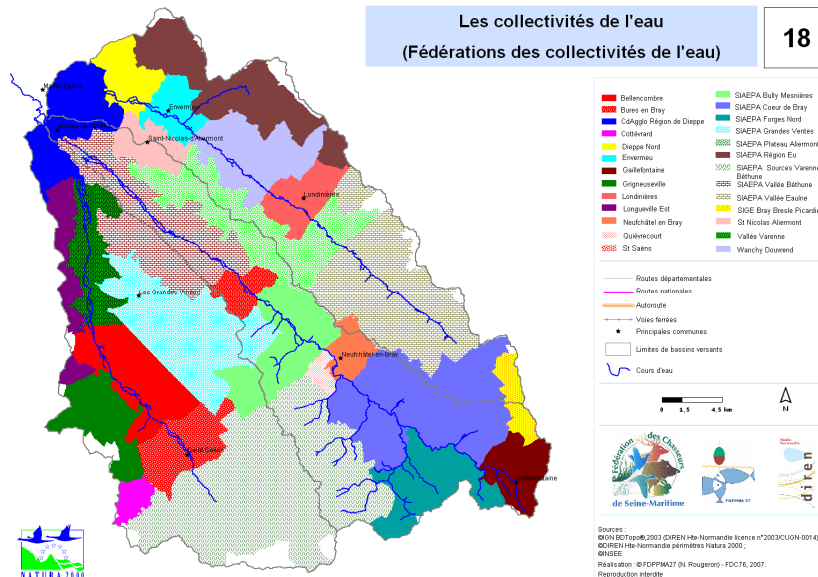 Les collectivités de l'eau
(Fédérations des collectivités de l'eau)
18
Envermeu
Saint-Nicolas-d'Aliermont
Londinières
Les Grandes Ventes
Neufchâtel-en-Bray
Saint-Saëns
Gaillefontaine
Bellencombre
Bures en Bray
CdAgglo Région de Dieppe
Cottévrard
Dieppe Nord
Envermeu
Gaillefontaine
Grigneuseville
Londinières
Longueville Est
Neufchâtel en Bray
Quièvrecourt
St Saëns
SIAEPA Bully Mesnières
SIAEPA Coeur de Bray
SIAEPA Forges Nord
SIAEPA Grandes Ventes
SIAEPA Plateau Aliermont
SIAEPA Région Eu
SIAEPA Sources Varenne
Béthune
SIAEPA Vallée Béthune
SIAEPA Vallée Eaulne
SIGE Bray Bresle Picardie
St Nicolas Aliermont
Vallée Varenne
Wanchy Douvrend
Routes départementales
Routes nationales
Autoroute
Voies ferrées
Principales communes
Limites de bassins versants
Cours d'eau
0 1,5 4,5 km
N
Fédération des Chasseurs
de Seine-Maritime
FDPPMA 27
Haute
Normandie
diren
NATURA 2000
Sources :
©IGN BDTopo®,2003 (DIREN Hte-Normandie licence n°2003/CUGN-0014)
©DIREN Hte-Normandie périmètres Natura 2000 ;
©INSEE
Réalisation : © FDPPMA27 (N. Rougeron) - FDC76, 2007.
Reproduction interdite